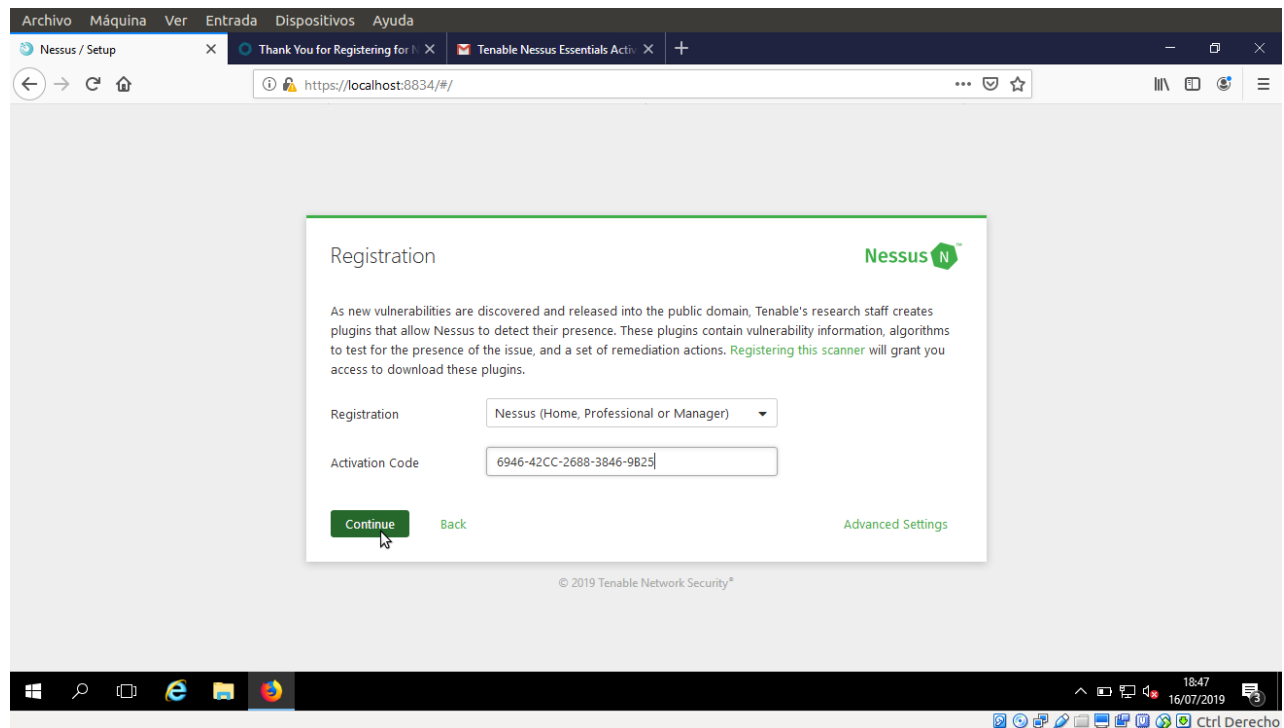 Archivo Máquina Ver Entrada Dispositivos Ayuda
Nessus / Setup
Thank You for Registering for N
Tenable Nessus Essentials Activ
https://localhost:8834/#/
Registration
Nessus N
As new vulnerabilities are discovered and released into the public domain, Tenable's research staff creates
plugins that allow Nessus to detect their presence. These plugins contain vulnerability information, algorithms
to test for the presence of the issue, and a set of remediation actions. Registering this scanner will grant you
access to download these plugins.
Registration
Nessus (Home, Professional or Manager)
Activation Code
6946-42CC-2688-3846-9B25
Continue
Back
Advanced Settings
© 2019 Tenable Network Security®
18:47
16/07/2019
3
Ctrl Derecho